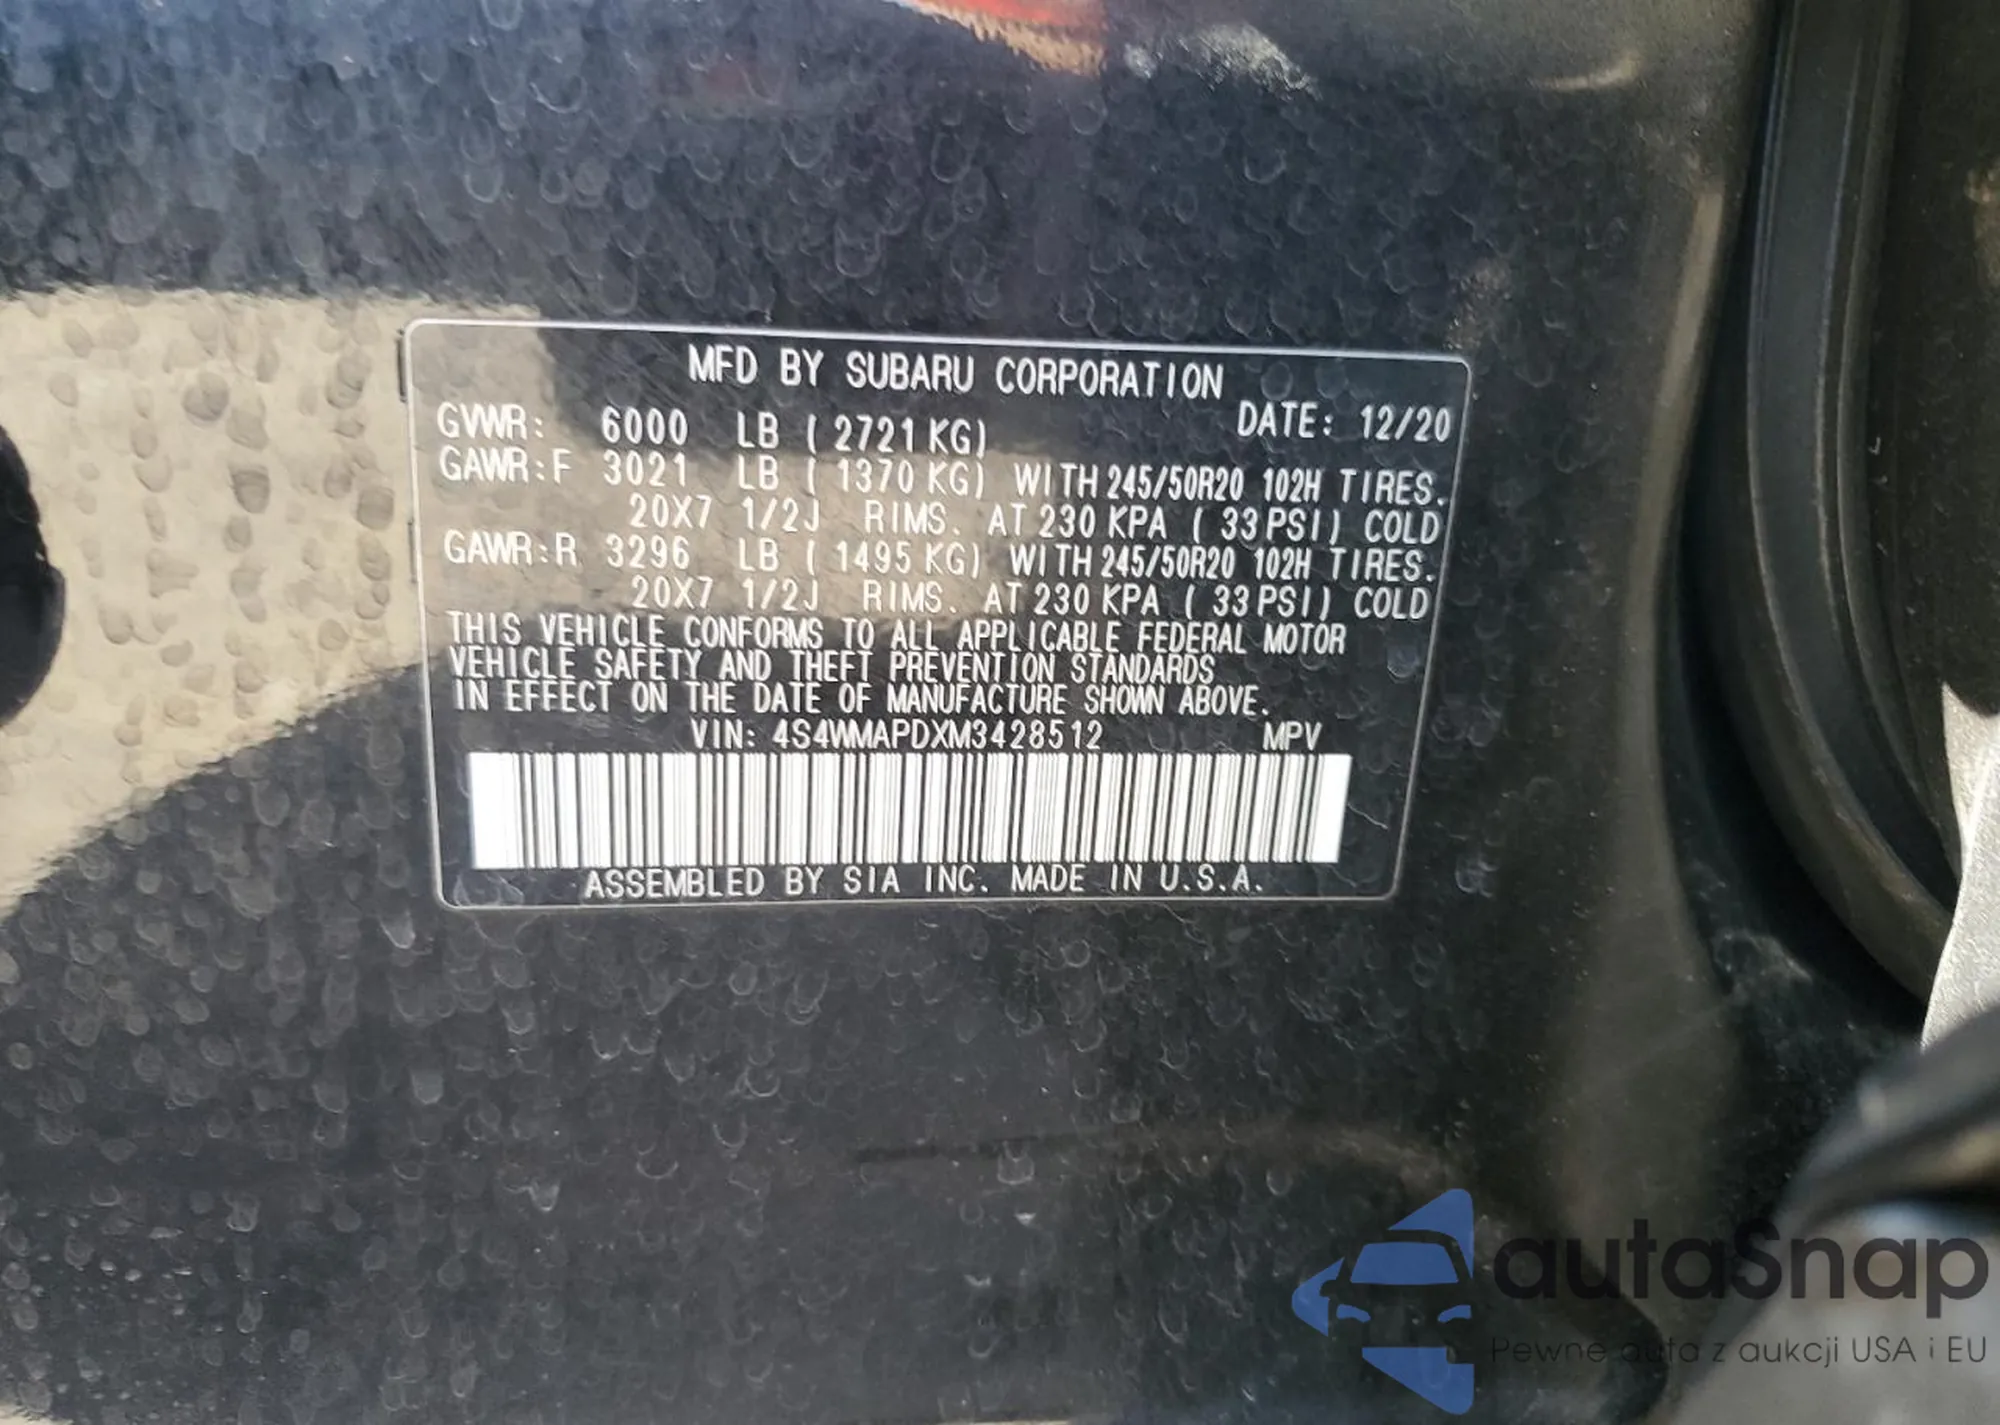 MFD BY SUBARU CORPORATION
GVWR: 6000 LB ( 2721 KG) DATE: 12/20
GAWR:F 3021 LB ( 1370 KG) WITH 245/50R20 102H TIRES.
20X7 1/2J RIMS. AT 230 KPA ( 33 PSI) COLD
GAWR:R 3296 LB ( 1495 KG) WITH 245/50R20 102H TIRES.
20X7 1/2J RIMS. AT 230 KPA ( 33 PSI) COLD
THIS VEHICLE CONFORMS TO ALL APPLICABLE FEDERAL MOTOR
VEHICLE SAFETY AND THEFT PREVENTION STANDARDS
IN EFFECT ON THE DATE OF MANUFACTURE SHOWN ABOVE.
VIN: 4S4WMAPDXM3428512 MPV
ASSEMBLED BY SIA INC. MADE IN U.S.A.
autaSnap
Pewne auta z aukcji USA i EU